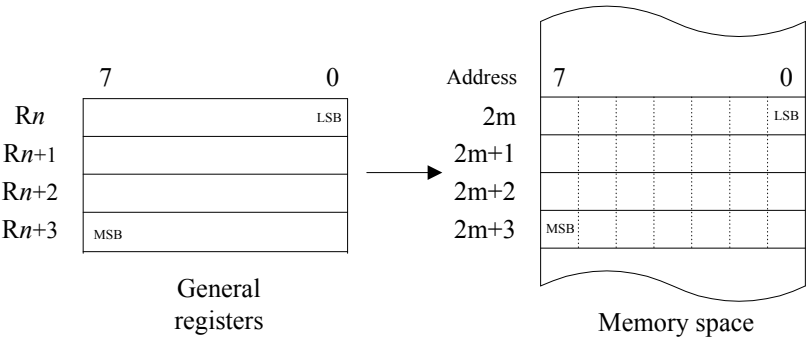 7 0
Address 7 0
Rn LSB
2m LSB
Rn+1
2m+1
Rn+2
2m+2
Rn+3 MSB
2m+3 MSB
General
registers
Memory space